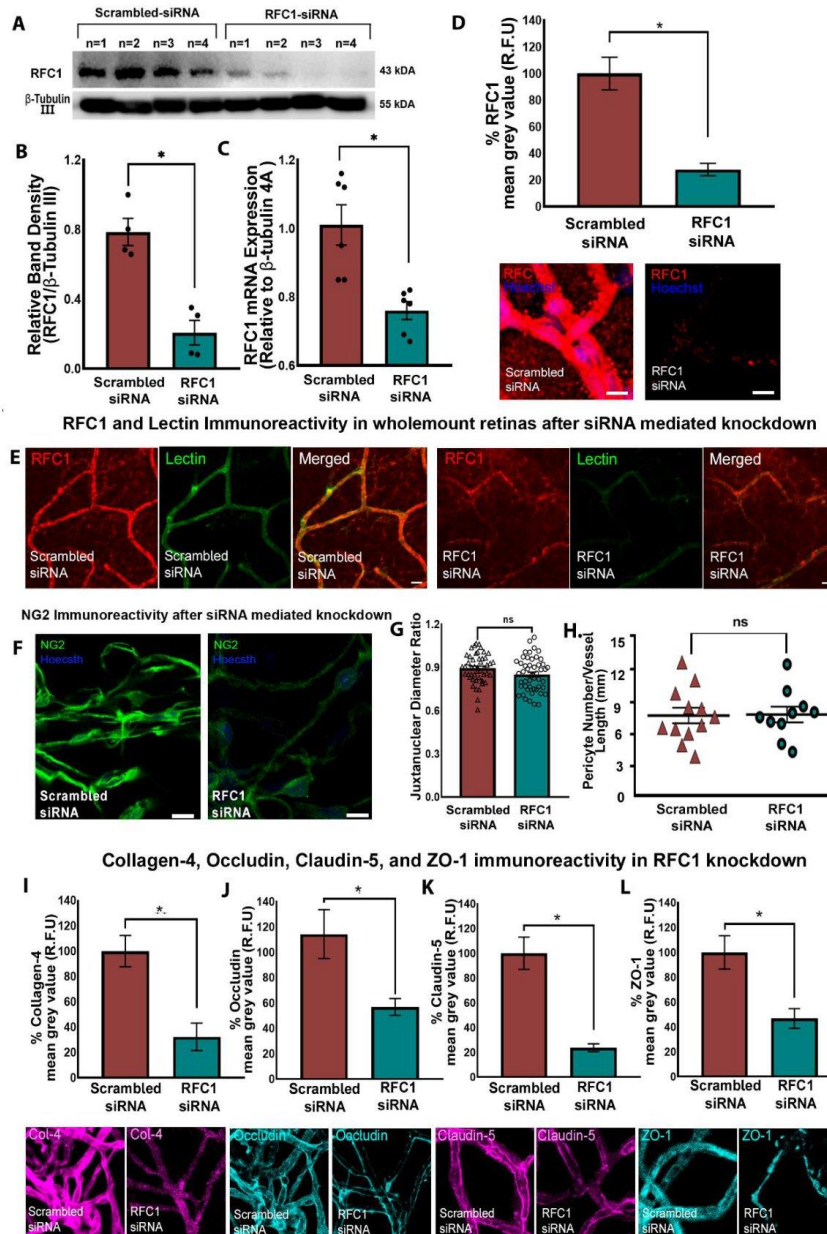 A
Scrambled-siRNA RFC1-siRNA
n=1 n=2 n=3 n=4 n=1 n=2 n=3 n=4
RFC1 43 kDA
β-Tubulin III 55 kDA
B
Relative Band Density
(RFC1/β-Tubulin III)
1.2
0.8
0.4
0.0
*
Scrambled siRNA
RFC1 siRNA
C
RFC1 mRNA Expression
(Relative to β-tubulin 4A)
1.2
1.0
0.8
0.6
*
Scrambled siRNA
RFC1 siRNA
D
% RFC1
mean grey value (R.F.U)
140
120
100
80
60
40
20
0
*
Scrambled siRNA
RFC1 siRNA
RFC
Hoechst
Scrambled siRNA
RFC1
Hoechst
RFC1 siRNA
RFC1 and Lectin Immunoreactivity in wholemount retinas after siRNA mediated knockdown
E
RFC1
Scrambled siRNA
Lectin
Scrambled siRNA
Merged
Scrambled siRNA
RFC1
RFC1 siRNA
Lectin
RFC1 siRNA
Merged
RFC1 siRNA
NG2 Immunoreactivity after siRNA mediated knockdown
F
NG2
Hoecsth
Scrambled siRNA
NG2
Hoecsth
RFC1 siRNA
G
Juxtanuclear Diameter Ratio
1.2
0.9
0.6
0.3
0.0
ns
Scrambled siRNA
RFC1 siRNA
H.
Pericyte Number/Vessel
Length (mm)
15
12
9
6
3
0
ns
Scrambled siRNA
RFC1 siRNA
Collagen-4, Occludin, Claudin-5, and ZO-1 immunoreactivity in RFC1 knockdown
I
% Collagen-4
mean grey value (R.F.U)
140
120
100
80
60
40
20
0
*
Scrambled siRNA
RFC1 siRNA
J
% Occludin
mean grey value (R.F.U)
140
120
100
80
60
40
20
0
*
Scrambled siRNA
RFC1 siRNA
K
% Claudin-5
mean grey value (R.F.U)
140
120
100
80
60
40
20
0
*
Scrambled siRNA
RFC1 siRNA
L
% ZO-1
mean grey value (R.F.U)
140
120
100
80
60
40
20
0
*
Scrambled siRNA
RFC1 siRNA
Col-4
Scrambled siRNA
Col-4
RFC1 siRNA
Occludin
Scrambled siRNA
Occludin
RFC1 siRNA
Claudin-5
Scrambled siRNA
Claudin-5
RFC1 siRNA
ZO-1
Scrambled siRNA
ZO-1
RFC1 siRNA